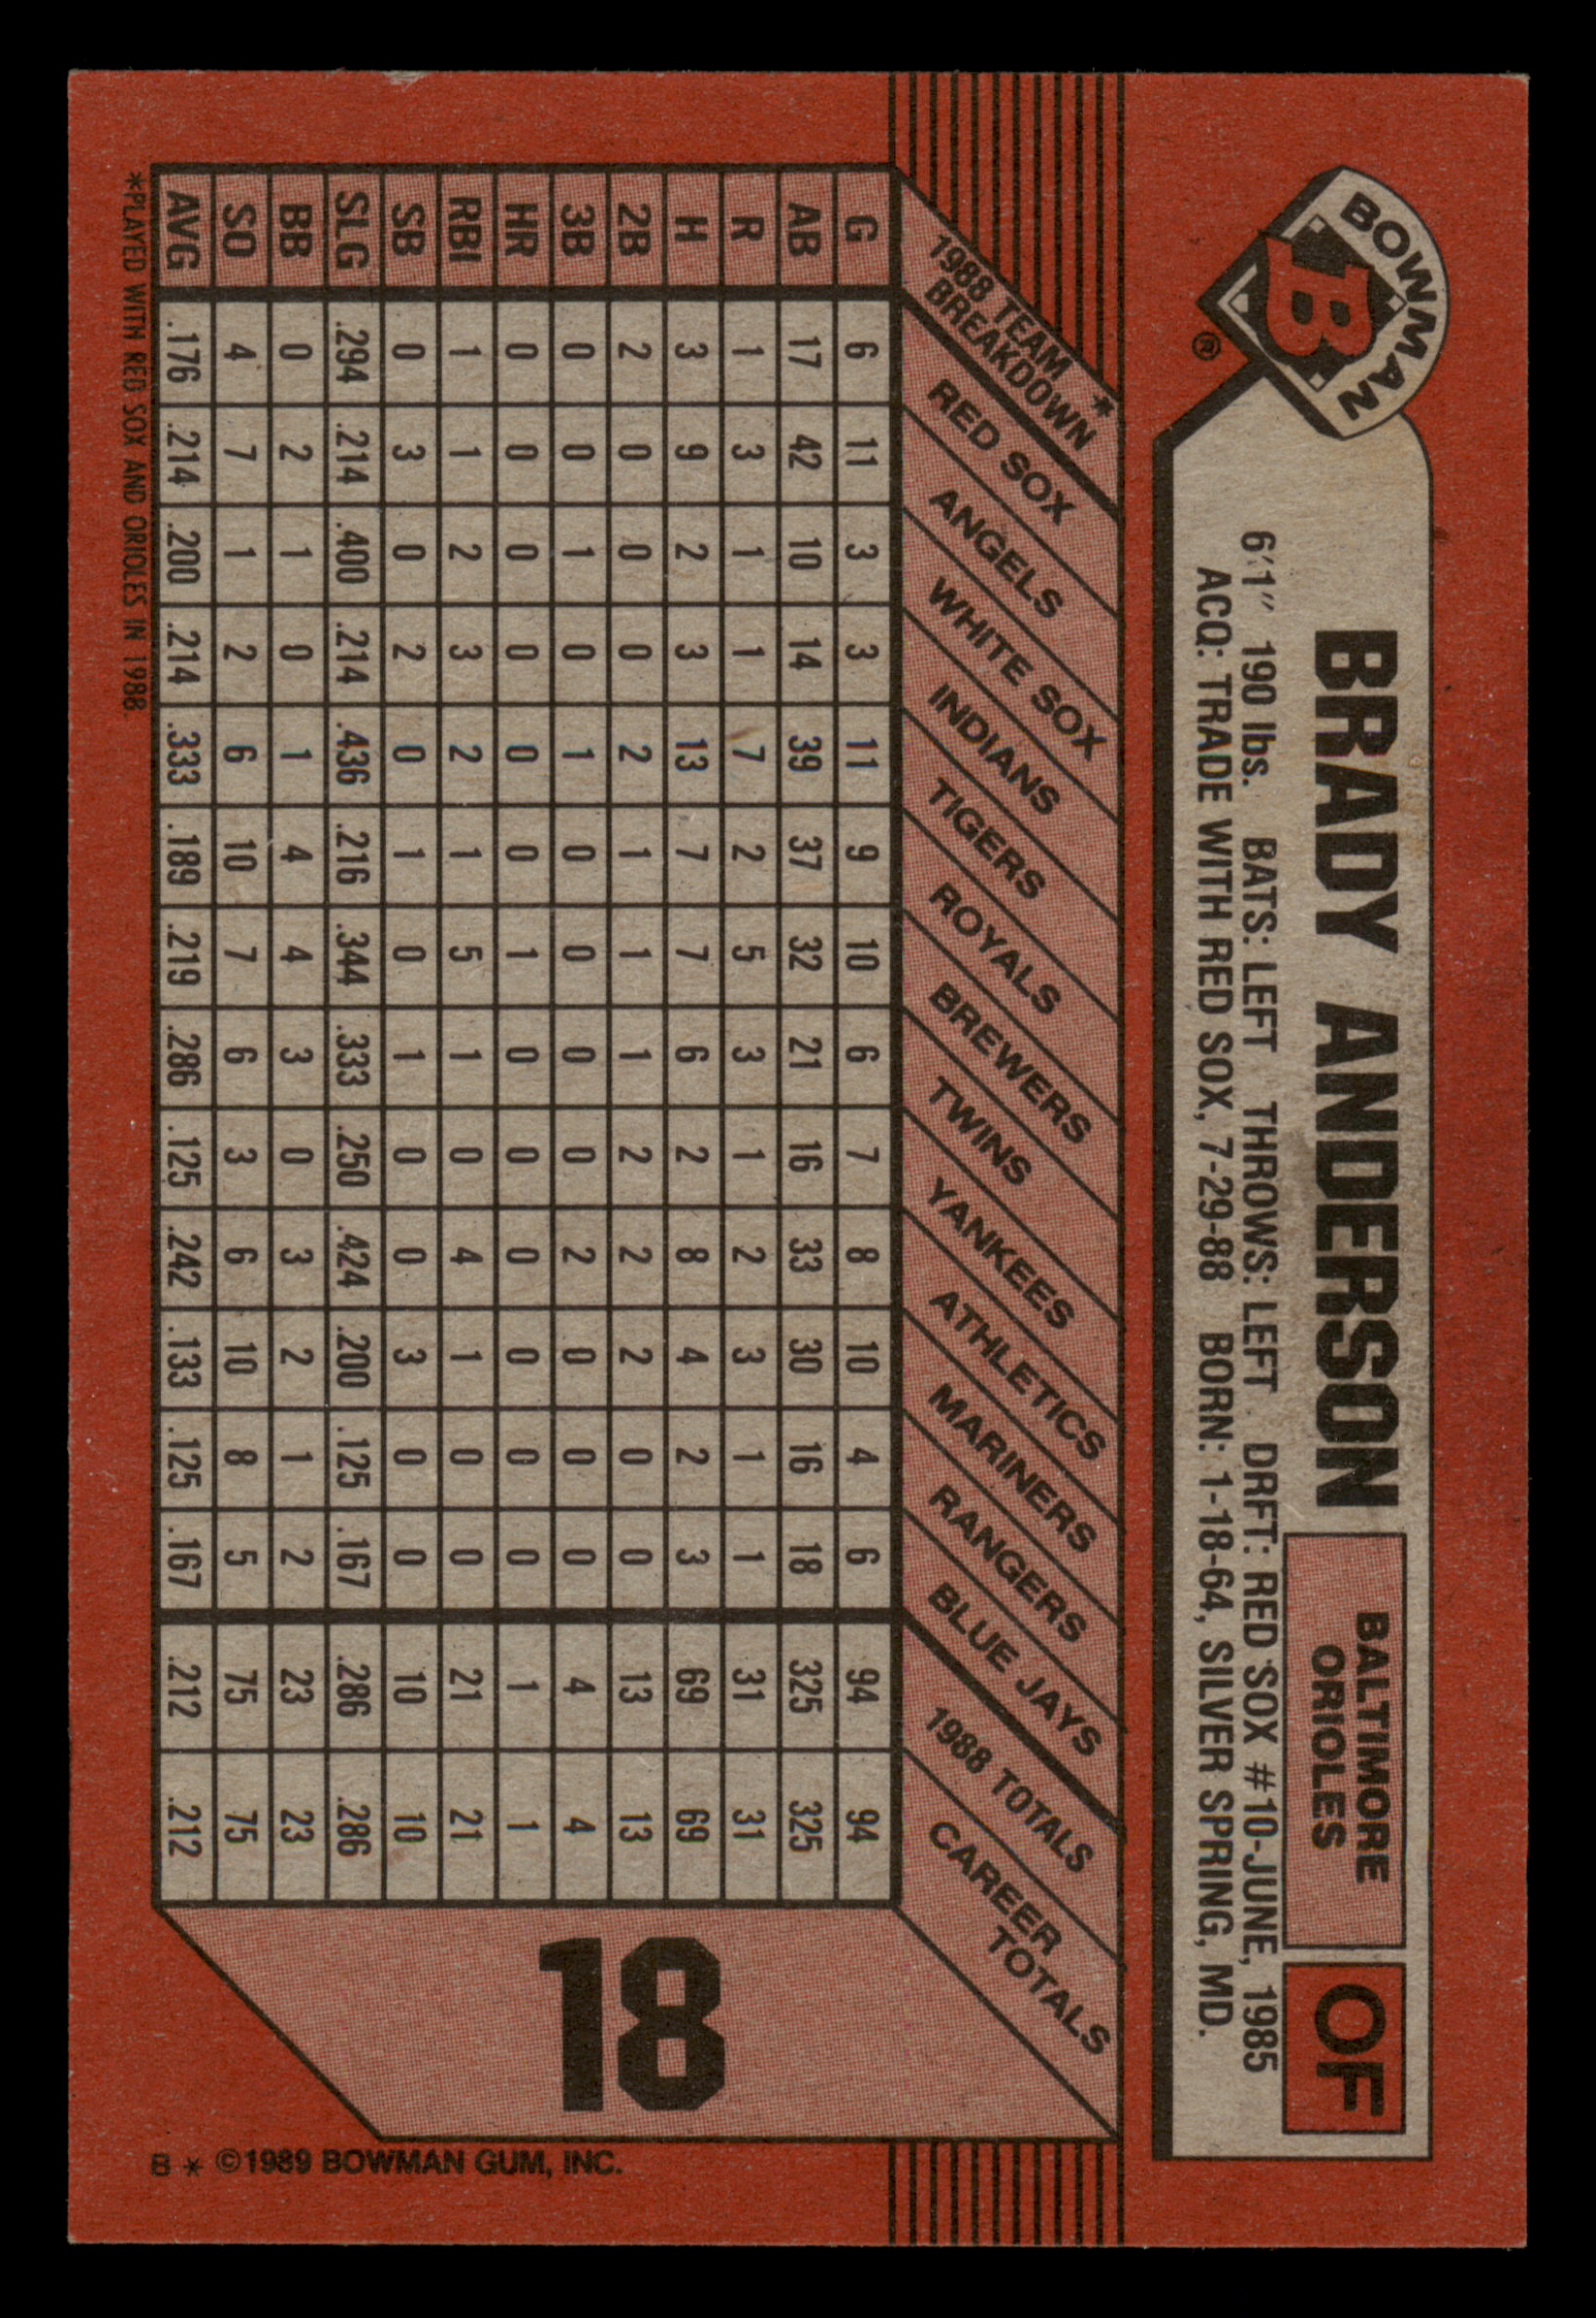 BOWMAN
B
®
BRADY ANDERSON
BALTIMORE
ORIOLES
OF
6'1" 190 lbs. BATS: LEFT THROWS: LEFT DRFT: RED SOX #10-JUNE, 1985
ACQ: TRADE WITH RED SOX, 7-29-88 BORN: 1-18-64, SILVER SPRING, MD.
1988 TEAM *
BREAKDOWN
RED SOX
ANGELS
WHITE SOX
INDIANS
TIGERS
ROYALS
BREWERS
TWINS
YANKEES
ATHLETICS
MARINERS
RANGERS
BLUE JAYS
1988 TOTALS
CAREER
TOTALS
G 6 11 3 3 11 9 10 6 7 8 10 4 6 94 94
AB 17 42 10 14 39 37 32 21 16 33 30 16 18 325 325
R 1 3 1 1 7 2 5 3 1 2 3 1 1 31 31
H 3 9 2 3 13 7 7 6 2 8 4 2 3 69 69
2B 2 0 0 0 2 1 1 1 2 2 2 0 0 13 13
3B 0 0 1 0 1 0 0 0 0 2 0 0 0 4 4
HR 0 0 0 0 0 0 1 0 0 0 0 0 0 1 1
RBI 1 1 2 3 2 1 5 1 0 4 1 0 0 21 21
SB 0 3 0 2 0 1 0 1 0 0 3 0 0 10 10
SLG .294 .214 .400 .214 .436 .216 .344 .333 .250 .424 .200 .125 .167 .286 .286
BB 0 2 1 0 1 4 4 3 0 3 2 1 2 23 23
SO 4 7 1 2 6 10 7 6 3 6 10 8 5 75 75
AVG .176 .214 .200 .214 .333 .189 .219 .286 .125 .242 .133 .125 .167 .212 .212
18
*PLAYED WITH RED SOX AND ORIOLES IN 1988.
B * ©1989 BOWMAN GUM, INC.